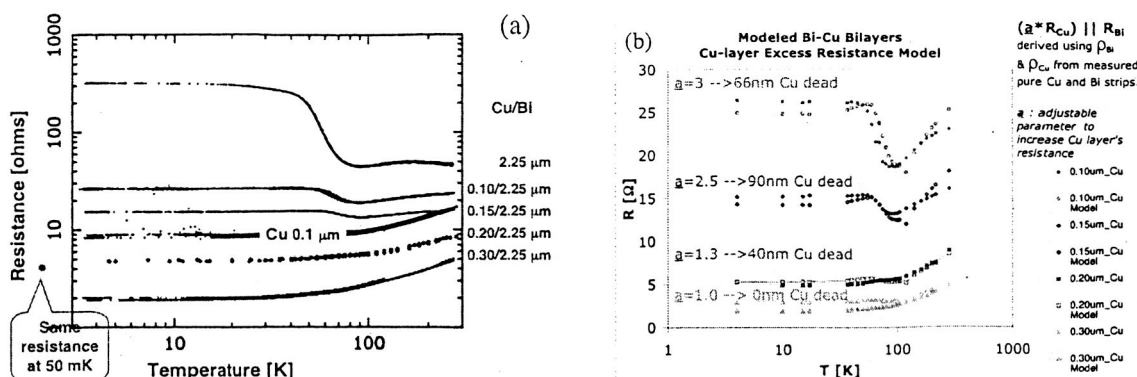 (a)
1000
100
10
Resistance [ohms]
Cu/Bi
2.25 µm
0.10/2.25 µm
0.15/2.25 µm
Cu 0.1 µm
0.20/2.25 µm
0.30/2.25 µm
Same
resistance
at 50 mK
10
100
Temperature [K]
(b)
Modeled Bi-Cu Bilayers
Cu-layer Excess Resistance Model
30
25
20
15
10
5
0
R [Ω]
a=3 -->66nm Cu dead
a=2.5 -->90nm Cu dead
a=1.3 -->40nm Cu dead
a=1.0 --> 0nm Cu dead
1
10
100
1000
T [K]
(a*RCu) || RBi
derived using ρBi
& ρCu from measured
pure Cu and Bi strips.
a : adjustable
parameter to
increase Cu layer's
resistance
0.10um_Cu
0.10um_Cu
Model
0.15um_Cu
0.15um_Cu
Model
0.20um_Cu
0.20um_Cu
Model
0.30um_Cu
0.30um_Cu
Model